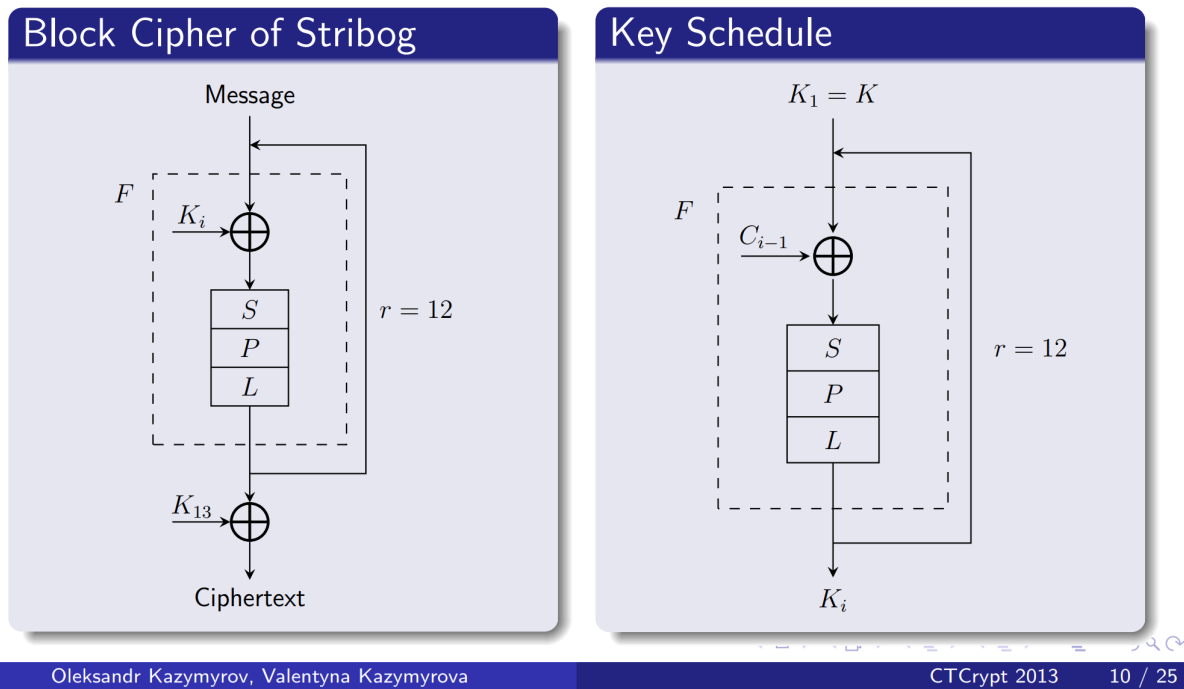 Block Cipher of Stribog
Message
F
K_i
S
P
L
r = 12
K_13
Ciphertext
Key Schedule
K_1 = K
F
C_{i−1}
S
P
L
r = 12
K_i
Oleksandr Kazymyrov, Valentyna Kazymyrova
CTCrypt 2013
10 / 25